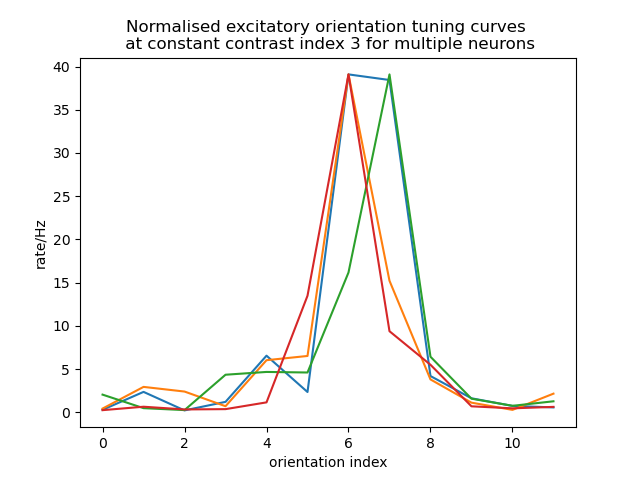 Normalised excitatory orientation tuning curves
at constant contrast index 3 for multiple neurons
40
35
30
25
20
15
10
5
0
rate/Hz
0 2 4 6 8 10
orientation index